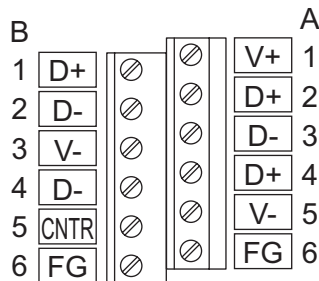 B
1 D+
2 D-
3 V-
4 D-
5 CNTR
6 FG
A
V+ 1
D+ 2
D- 3
D+ 4
V- 5
FG 6